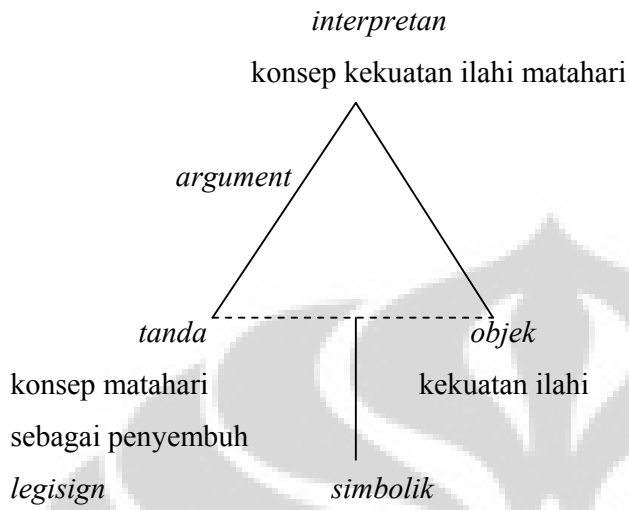 interpretan
konsep kekuatan ilahi matahari
argument
tanda
objek
konsep matahari
kekuatan ilahi
sebagai penyembuh
legisign
simbolik